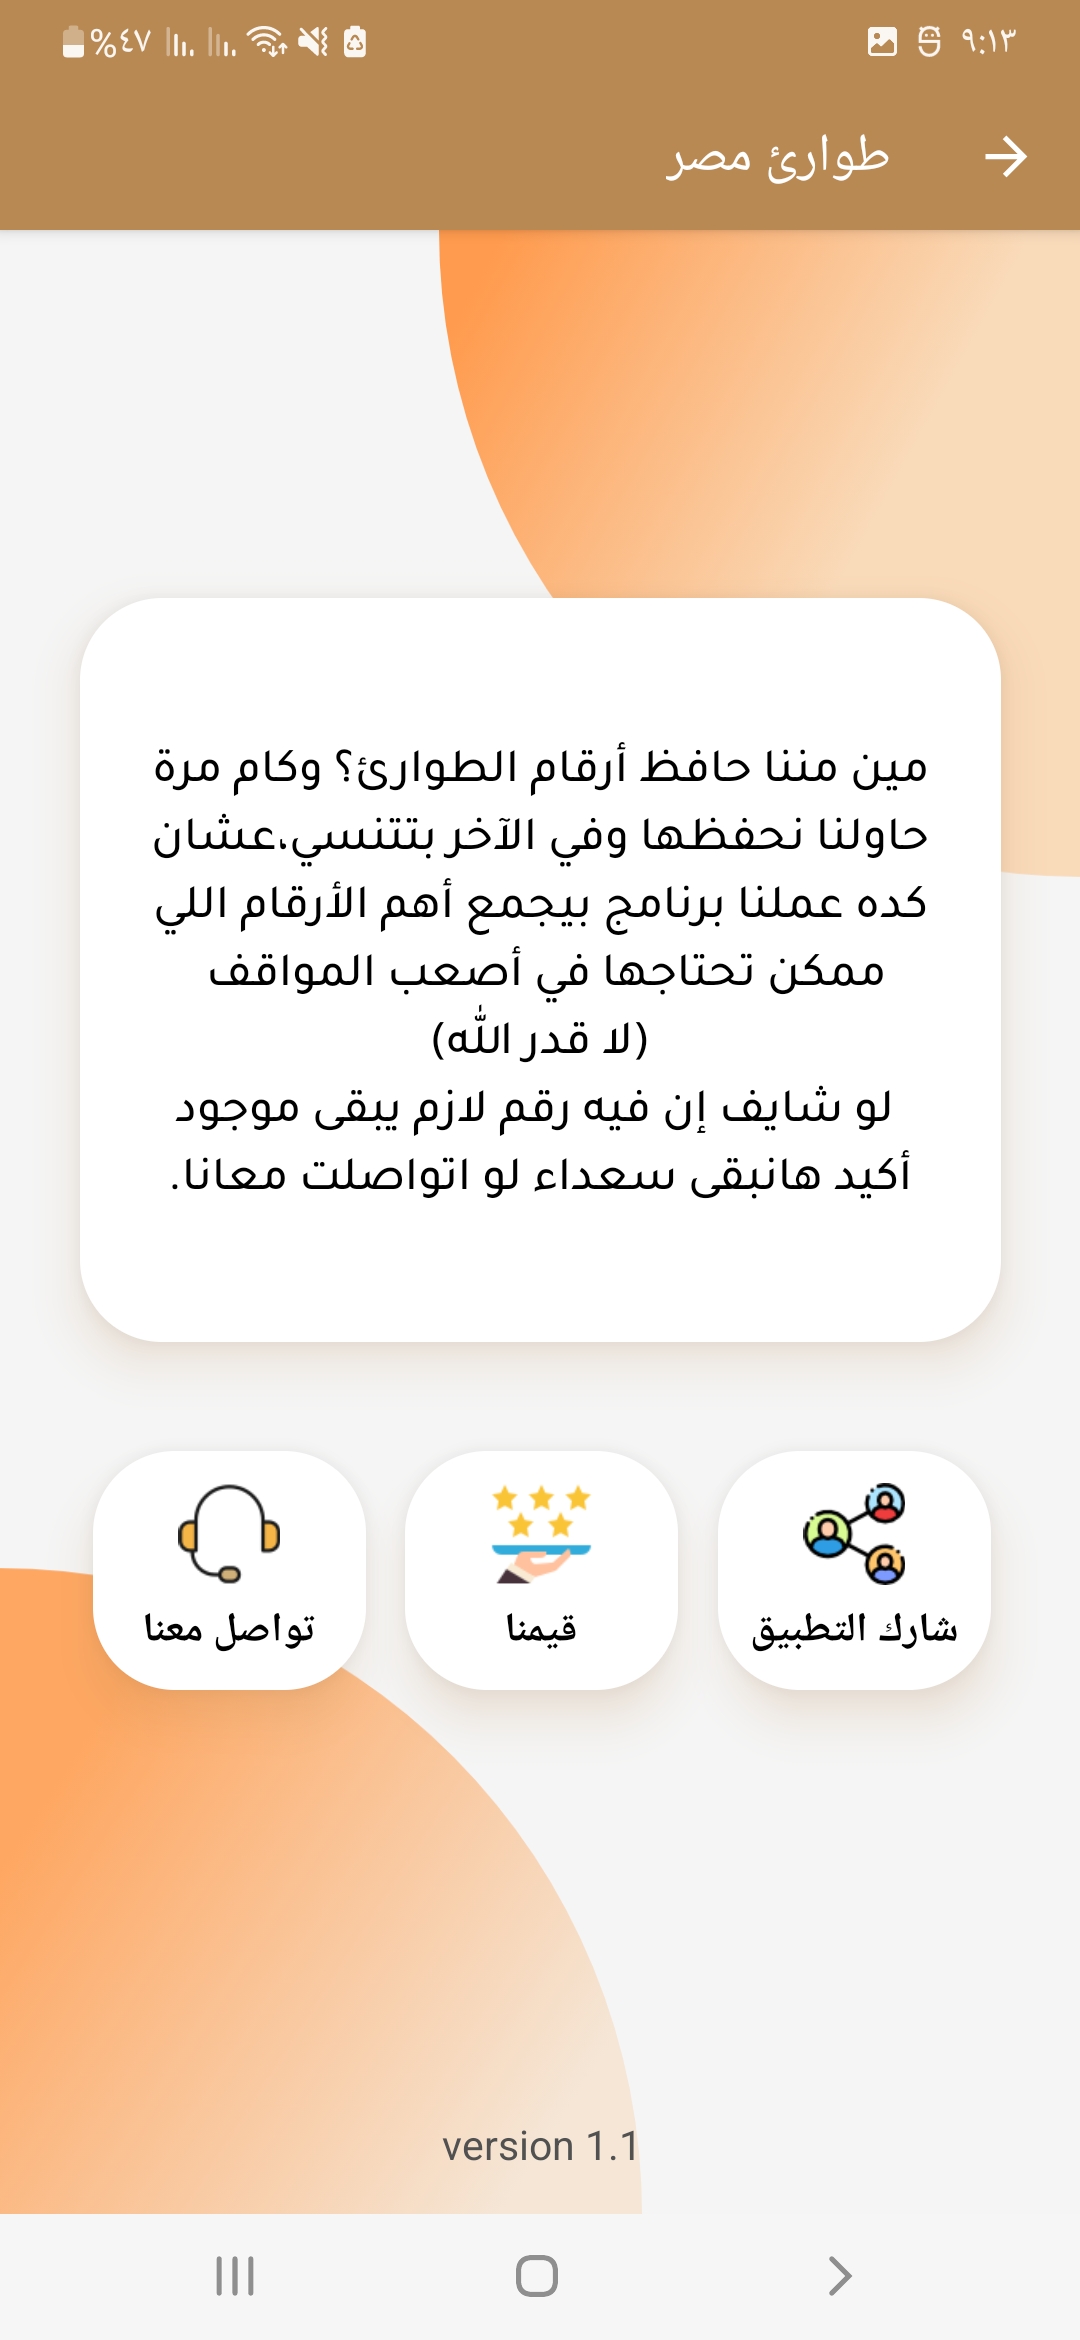 ٩:١٣
%٤٧
طوارئ مصر
مين مننا حافظ أرقام الطوارئ؟ وكام مرة
حاولنا نحفظها وفي الآخر بتتنسي،عشان
كده عملنا برنامج بيجمع أهم الأرقام اللي
ممكن تحتاجها في أصعب المواقف
(لا قدر الله)
لو شايف إن فيه رقم لازم يبقى موجود
أكيد هانبقى سعداء لو اتواصلت معانا.
شارك التطبيق
قيمنا
تواصل معنا
version 1.1